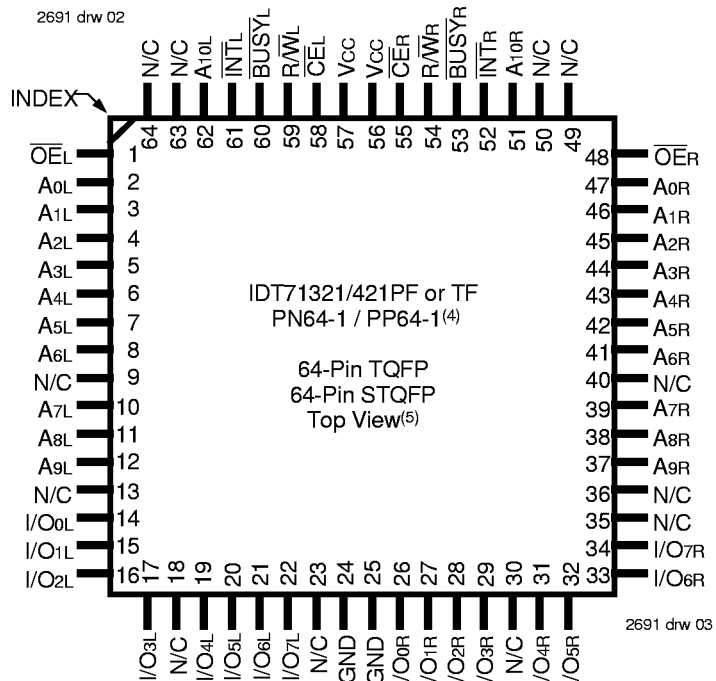 2691 drw 02
N/C
N/C
A10L
INTL
BUSYL
R/WL
CEL
VCC
VCC
CER
R/WR
BUSYR
INTR
A10R
N/C
N/C
INDEX
64
63
62
61
60
59
58
57
56
55
54
53
52
51
50
49
OEL 1
A0L 2
A1L 3
A2L 4
A3L 5
A4L 6
A5L 7
A6L 8
N/C 9
A7L 10
A8L 11
A9L 12
N/C 13
I/O0L 14
I/O1L 15
I/O2L 16
IDT71321/421PF or TF
PN64-1 / PP64-1(4)
64-Pin TQFP
64-Pin STQFP
Top View(5)
48 OER
47 A0R
46 A1R
45 A2R
44 A3R
43 A4R
42 A5R
41 A6R
40 N/C
39 A7R
38 A8R
37 A9R
36 N/C
35 N/C
34 I/O7R
33 I/O6R
17
18
19
20
21
22
23
24
25
26
27
28
29
30
31
32
I/O3L
N/C
I/O4L
I/O5L
I/O6L
I/O7L
N/C
GND
GND
I/O0R
I/O1R
I/O2R
I/O3R
N/C
I/O4R
I/O5R
2691 drw 03